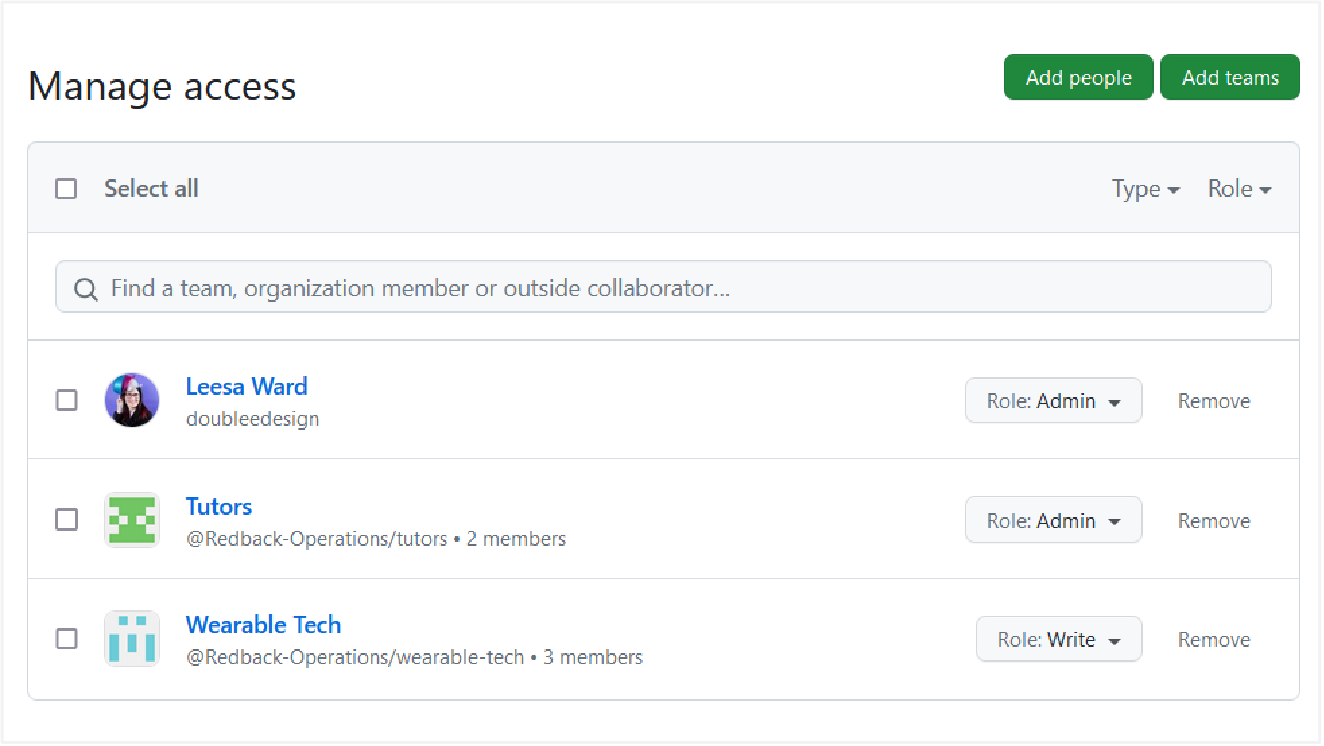 Manage access
Add people
Add teams
Select all
Type
Role
Find a team, organization member or outside collaborator...
Leesa Ward
doubleedesign
Role: Admin
Remove
Tutors
@Redback-Operations/tutors • 2 members
Role: Admin
Remove
Wearable Tech
@Redback-Operations/wearable-tech • 3 members
Role: Write
Remove